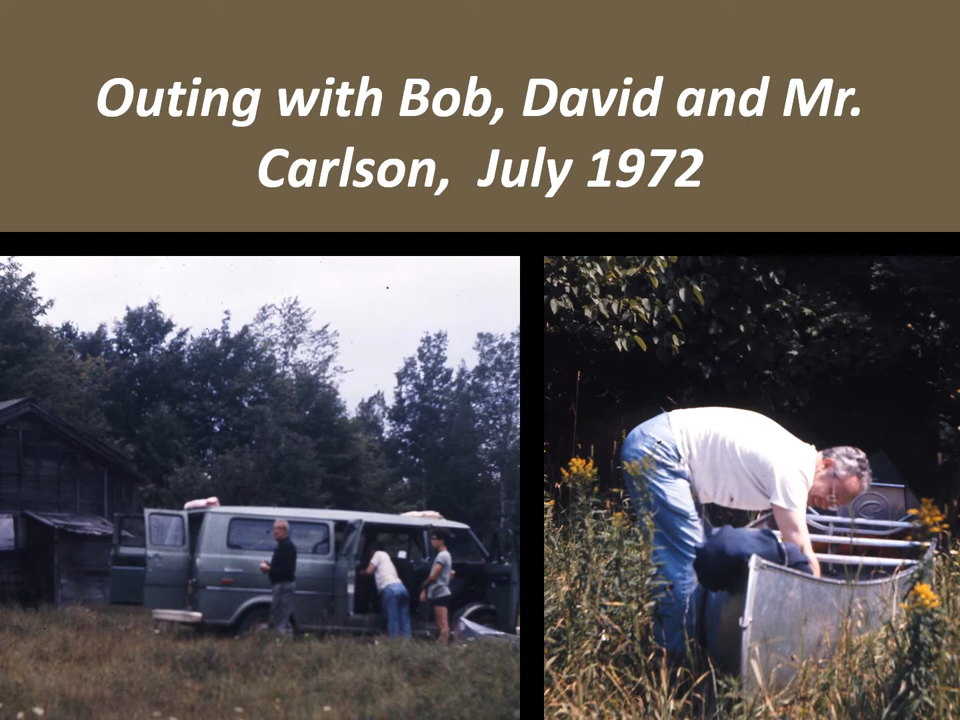 Outing with Bob, David and Mr.
Carlson,  July 1972